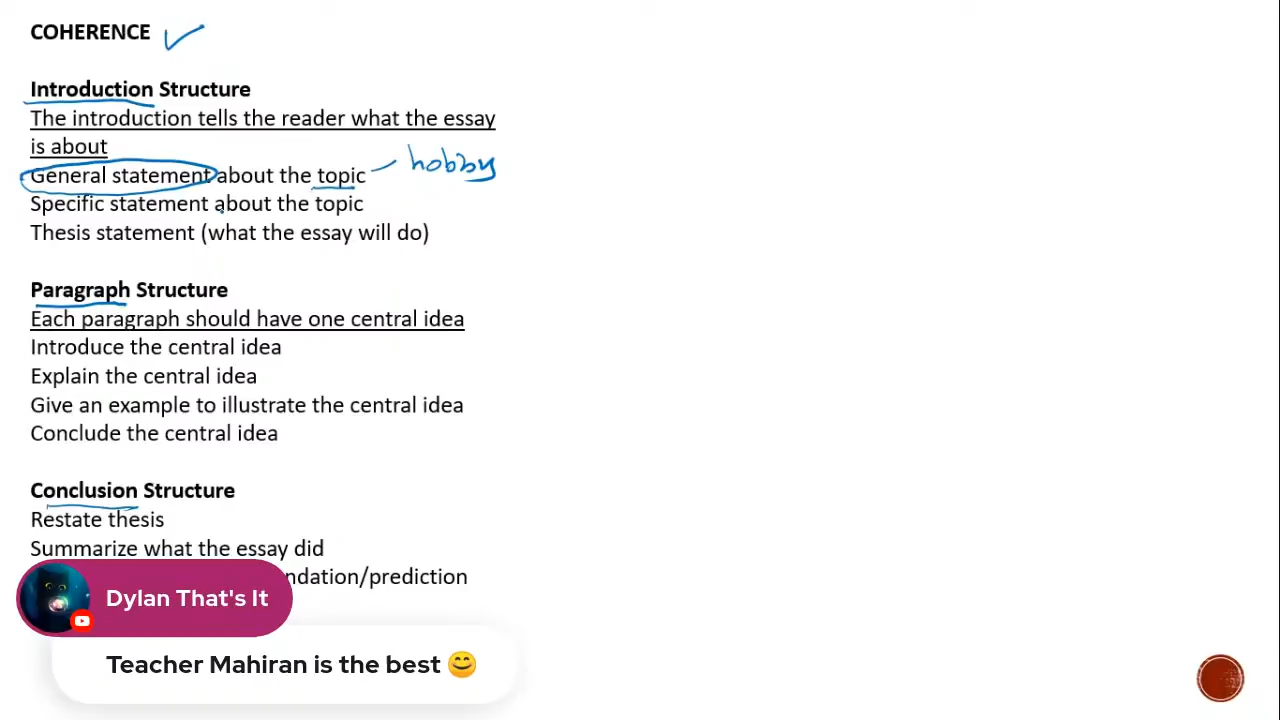 COHERENCE
Introduction Structure
The introduction tells the reader what the essay
is about
General statement about the topic hobby
Specific statement about the topic
Thesis statement (what the essay will do)
Paragraph Structure
Each paragraph should have one central idea
Introduce the central idea
Explain the central idea
Give an example to illustrate the central idea
Conclude the central idea
Conclusion Structure
Restate thesis
Summarize what the essay did
ndation/prediction
Dylan That's It
Teacher Mahiran is the best 😊